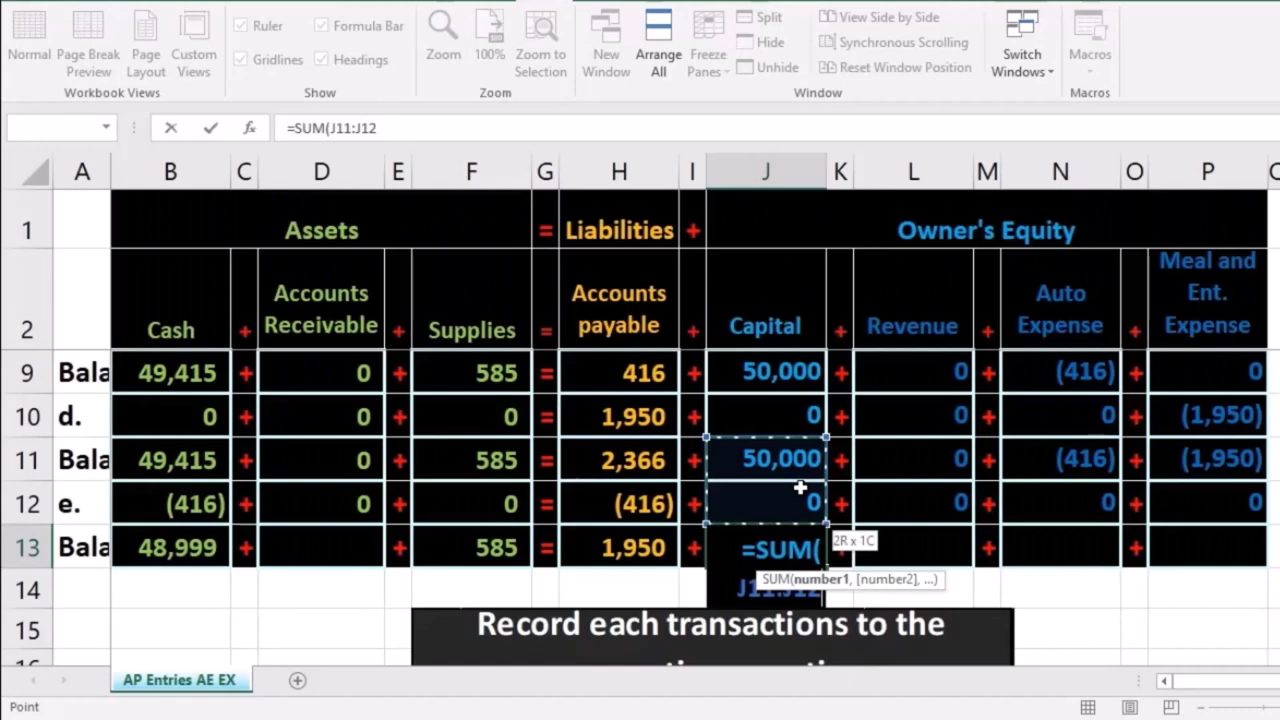 Normal Page Break Preview Page Layout Custom Views
Workbook Views
Ruler Formula Bar
Gridlines Headings
Show
Zoom 100% Zoom to Selection
Zoom
New Window Arrange All Freeze Panes
Split
Hide
Unhide
View Side by Side
Synchronous Scrolling
Reset Window Position
Switch Windows
Window
Macros
Macros
fx =SUM(J11:J12
A B C D E F G H I J K L M N O P
1 Assets = Liabilities + Owner's Equity
2 Cash + Accounts Receivable + Supplies = Accounts payable + Capital + Revenue + Auto Expense + Meal and Ent. Expense
9 Bala 49,415 + 0 + 585 = 416 + 50,000 + 0 + (416) + 0
10 d. 0 + 0 + 0 = 1,950 + 0 + 0 + 0 + (1,950)
11 Bala 49,415 + 0 + 585 = 2,366 + 50,000 + 0 + (416) + (1,950)
12 e. (416) + 0 + 0 = (416) + 0 + 0 + 0 + 0
13 Bala 48,999 + + 585 = 1,950 + =SUM( + + +
2R x 1C
SUM(number1, [number2], ...)
14 J11:J12
15 Record each transactions to the
AP Entries AE EX
Point